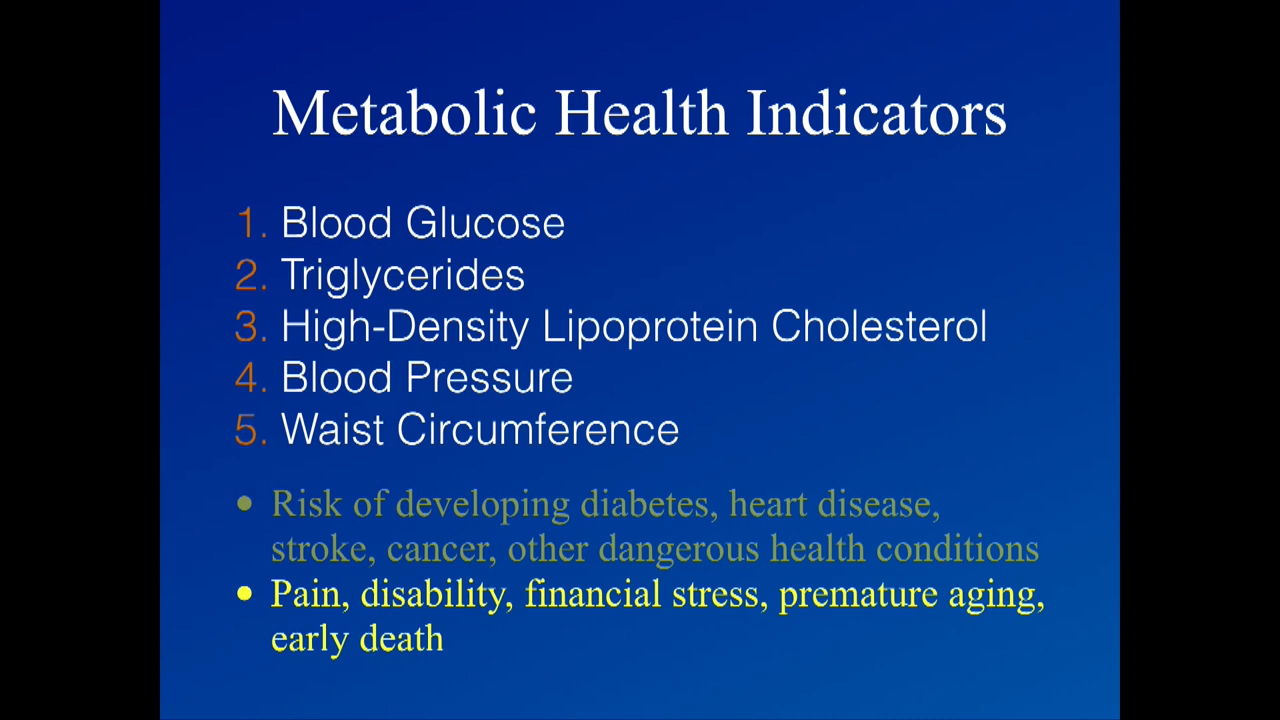 Metabolic Health Indicators
1. Blood Glucose
2. Triglycerides
3. High-Density Lipoprotein Cholesterol
4. Blood Pressure
5. Waist Circumference
• Risk of developing diabetes, heart disease,
stroke, cancer, other dangerous health conditions
• Pain, disability, financial stress, premature aging,
early death